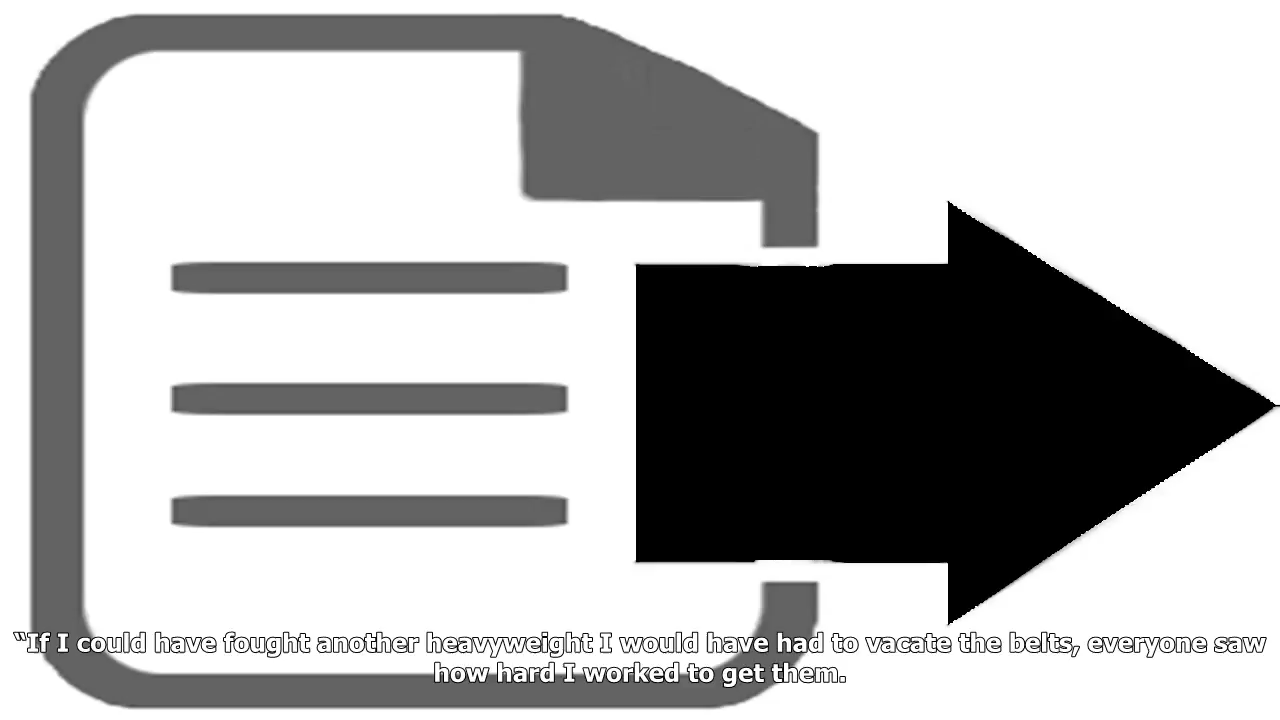 “If I could have fought another heavyweight I would have had to vacate the belts, everyone saw
how hard I worked to get them.